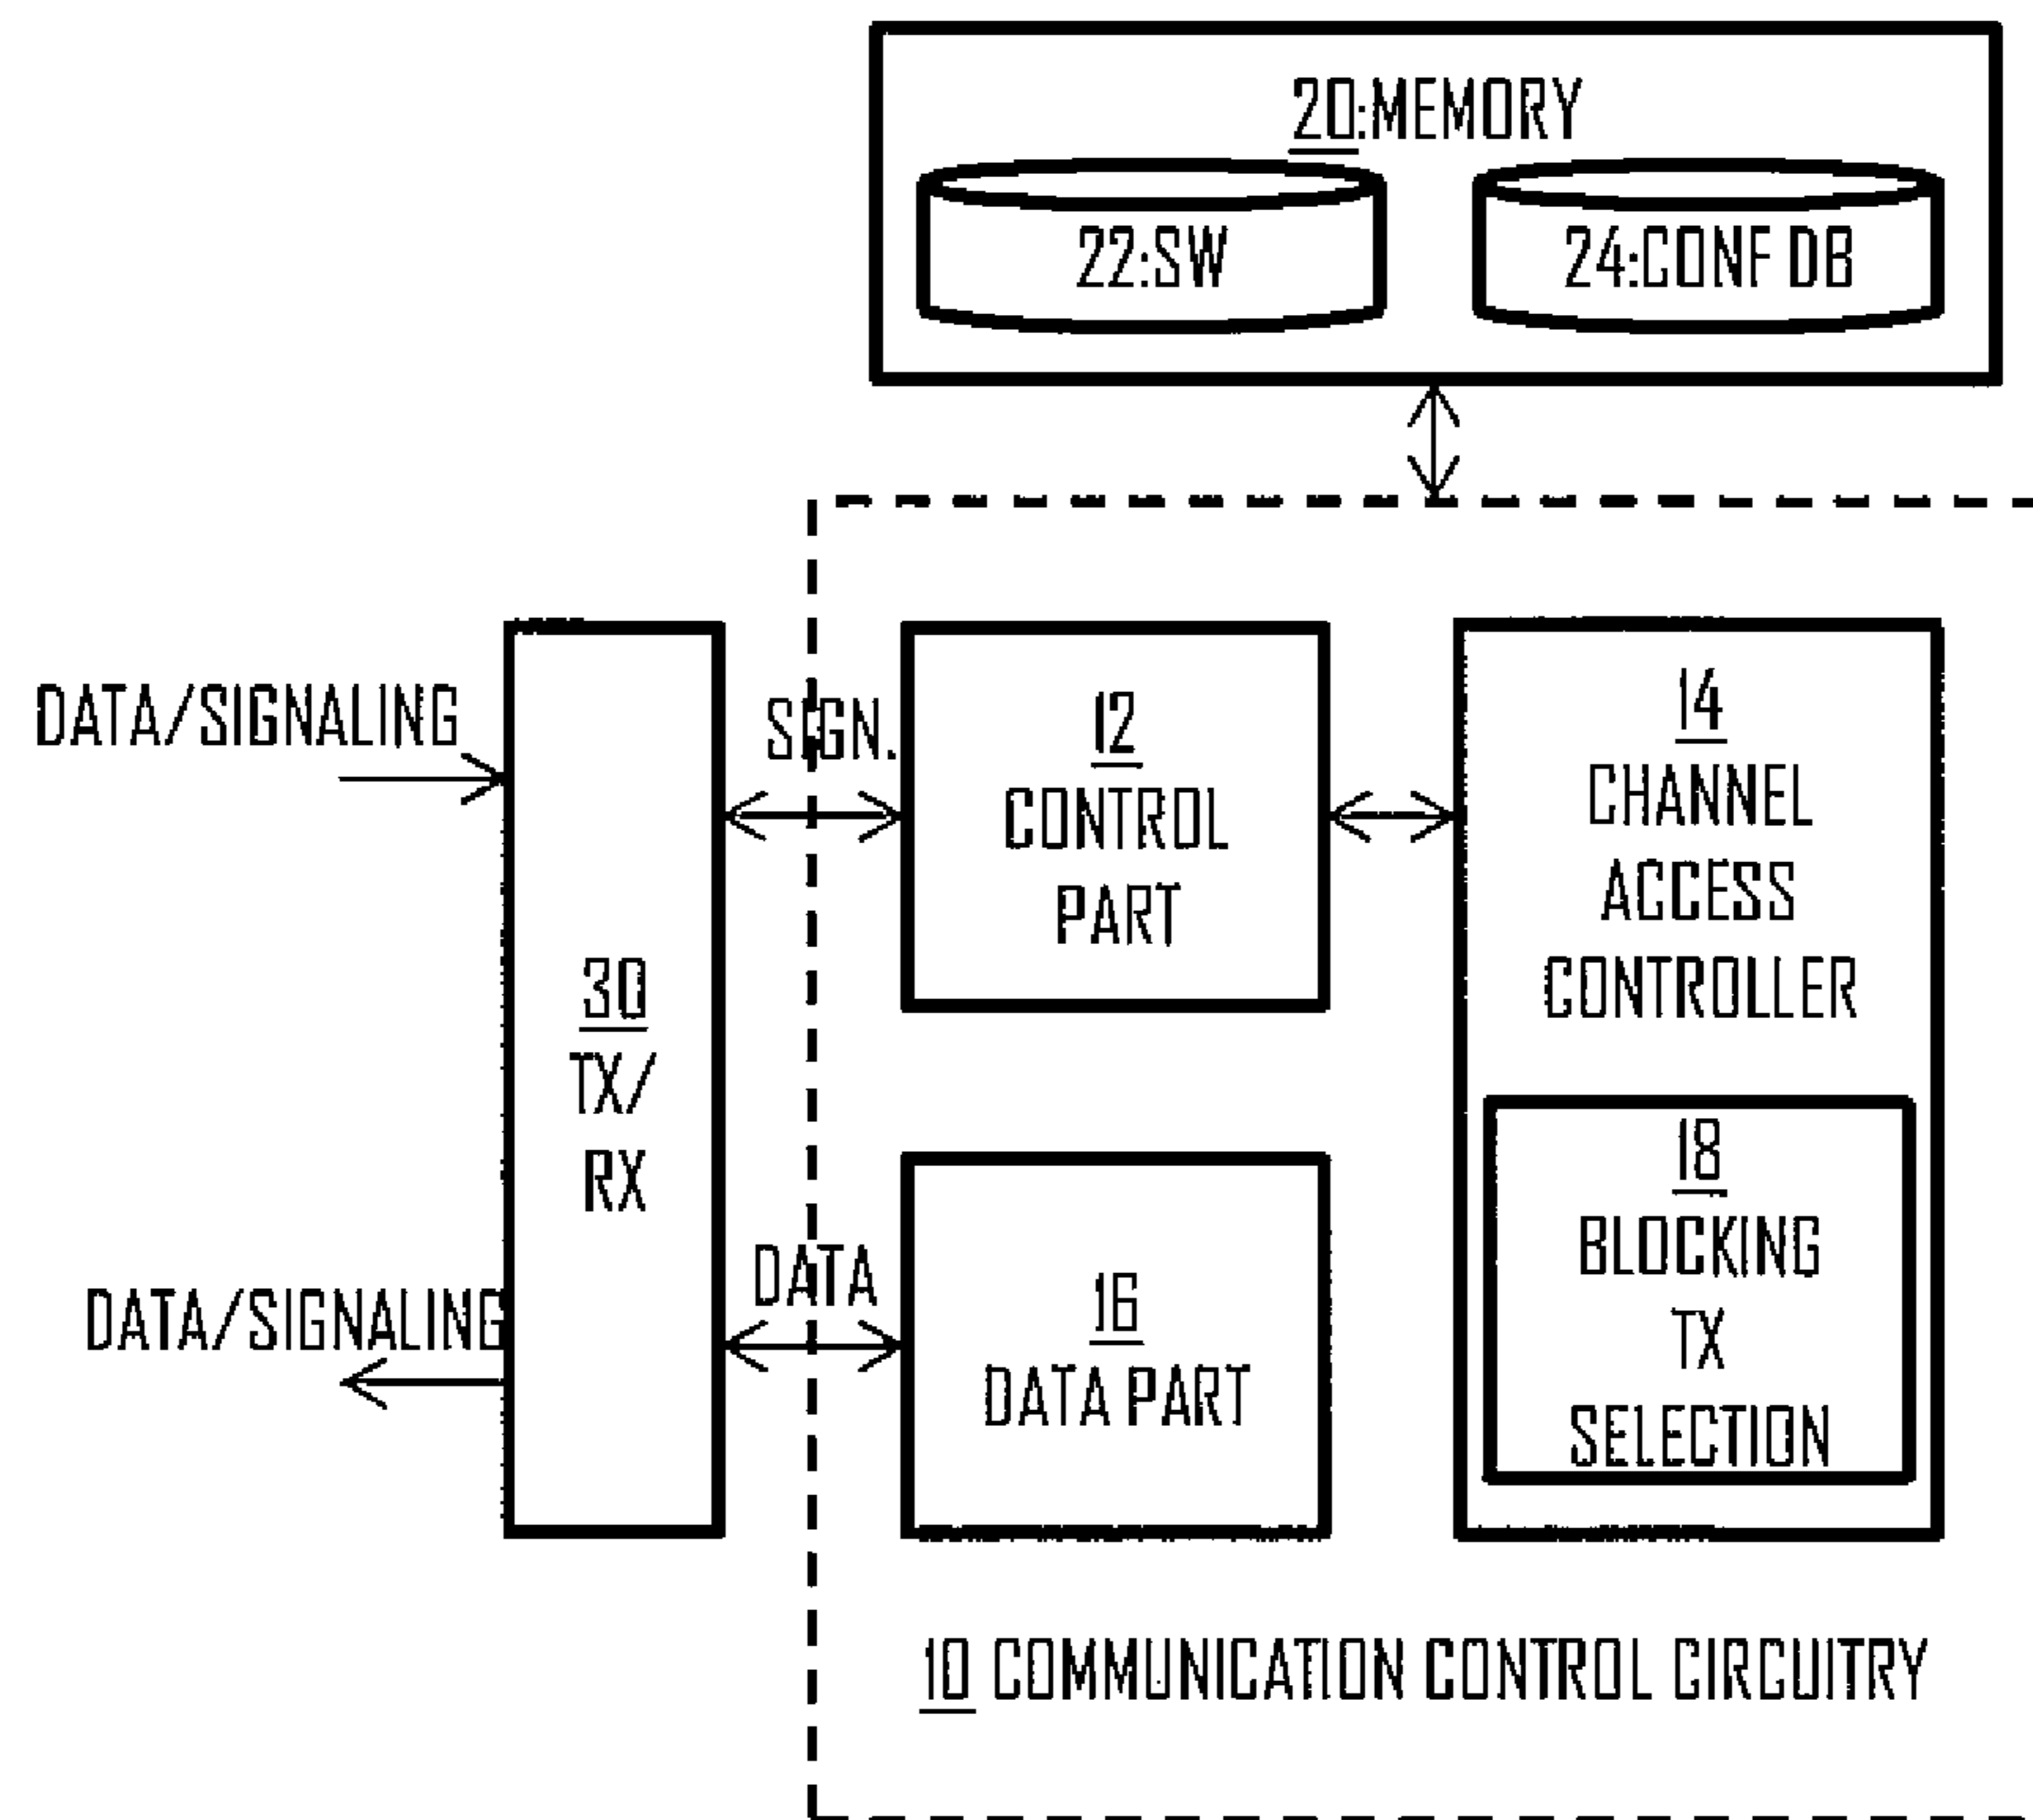 20:MEMORY
22:SW
24:CONF DB
DATA/SIGNALING
SIGN.
12
CONTROL
PART
14
CHANNEL
ACCESS
CONTROLLER
30
TX/
RX
18
BLOCKING
TX
SELECTION
DATA
DATA/SIGNALING
16
DATA PART
10 COMMUNICATION CONTROL CIRCUITRY